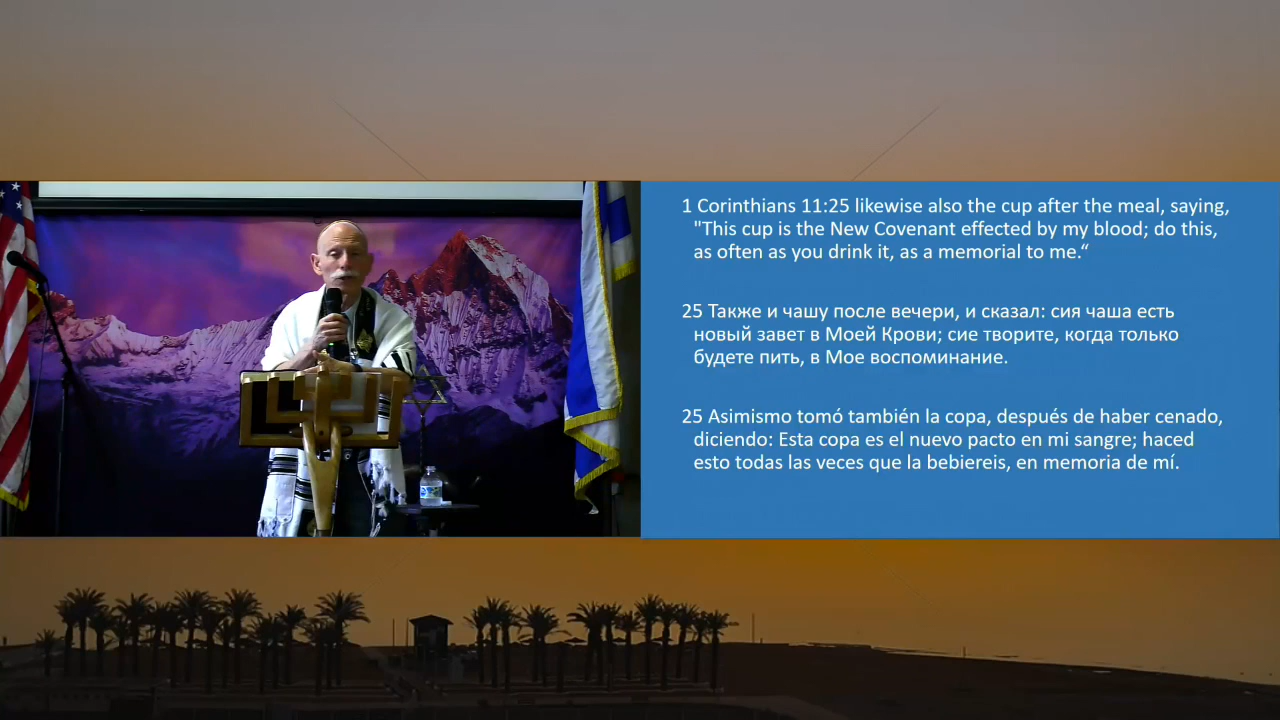 1 Corinthians 11:25 likewise also the cup after the meal, saying,
"This cup is the New Covenant effected by my blood; do this,
as often as you drink it, as a memorial to me.“
25 Также и чашу после вечери, и сказал: сия чаша есть
новый завет в Моей Крови; сие творите, когда только
будете пить, в Мое воспоминание.
25 Asimismo tomó también la copa, después de haber cenado,
diciendo: Esta copa es el nuevo pacto en mi sangre; haced
esto todas las veces que la bebiereis, en memoria de mí.